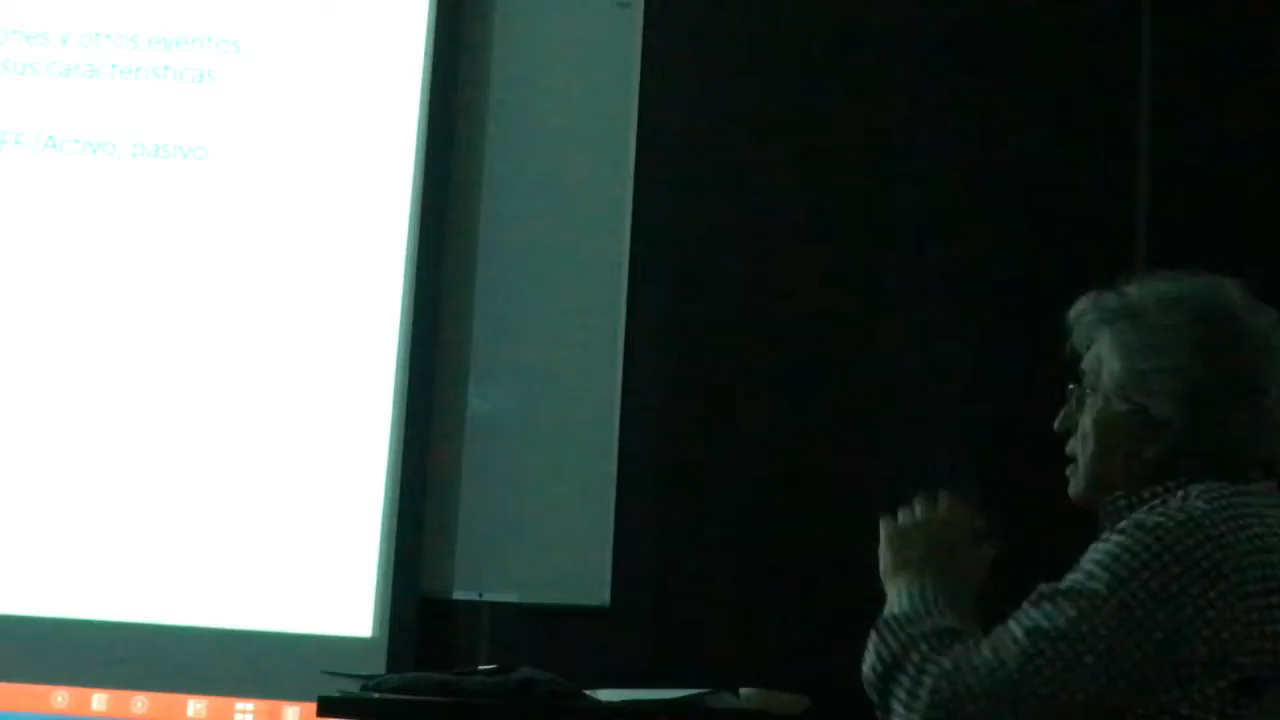 ones y otros eventos
sus características
FF (Activo, pasivo